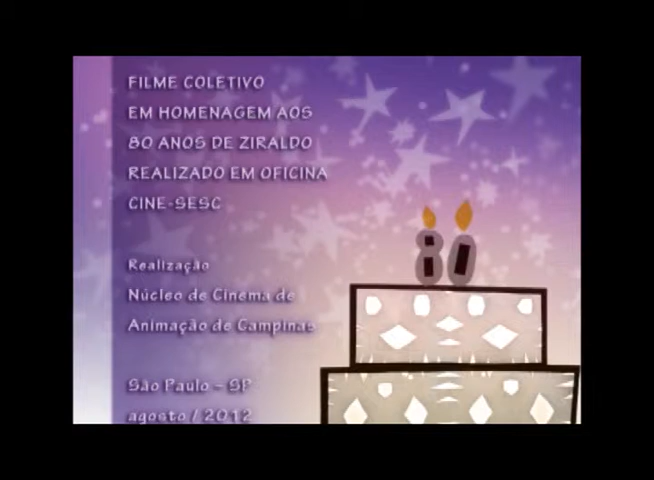 FILME COLETIVO
EM HOMENAGEM AOS
80 ANOS DE ZIRALDO
REALIZADO EM OFICINA
CINE-SESC
80
Realização
Núcleo de Cinema de
Animação de Campinas
São Paulo - SP
agosto / 2012